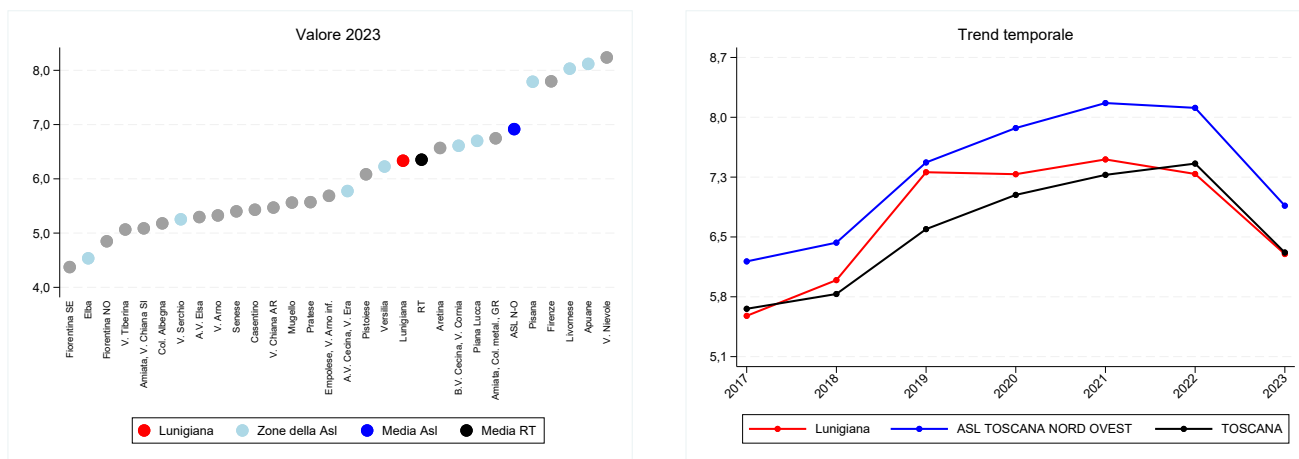 Valore 2023
8,0
7,0
6,0
5,0
4,0
Fiorentina SE
Elba
Fiorentina NO
V. Tiberina
Amiata, V. Chiana SI
Col. Albegna
V. Serchio
A.V. Elsa
V. Arno
Senese
Casentino
V. Chiana AR
Mugello
Pratese
Empolese, V. Arno inf.
A.V. Cecina, V. Era
Pistoiese
Versilia
Lunigiana
RT
Aretina
B.V. Cecina, V. Cornia
Piana Lucca
Amiata, Col. metal., GR
ASL N-O
Pisana
Firenze
Livornese
Apuane
V. Nievole
Lunigiana
Zone della Asl
Media Asl
Media RT
Trend temporale
8,7
8,0
7,3
6,5
5,8
5,1
2017
2018
2019
2020
2021
2022
2023
Lunigiana
ASL TOSCANA NORD OVEST
TOSCANA